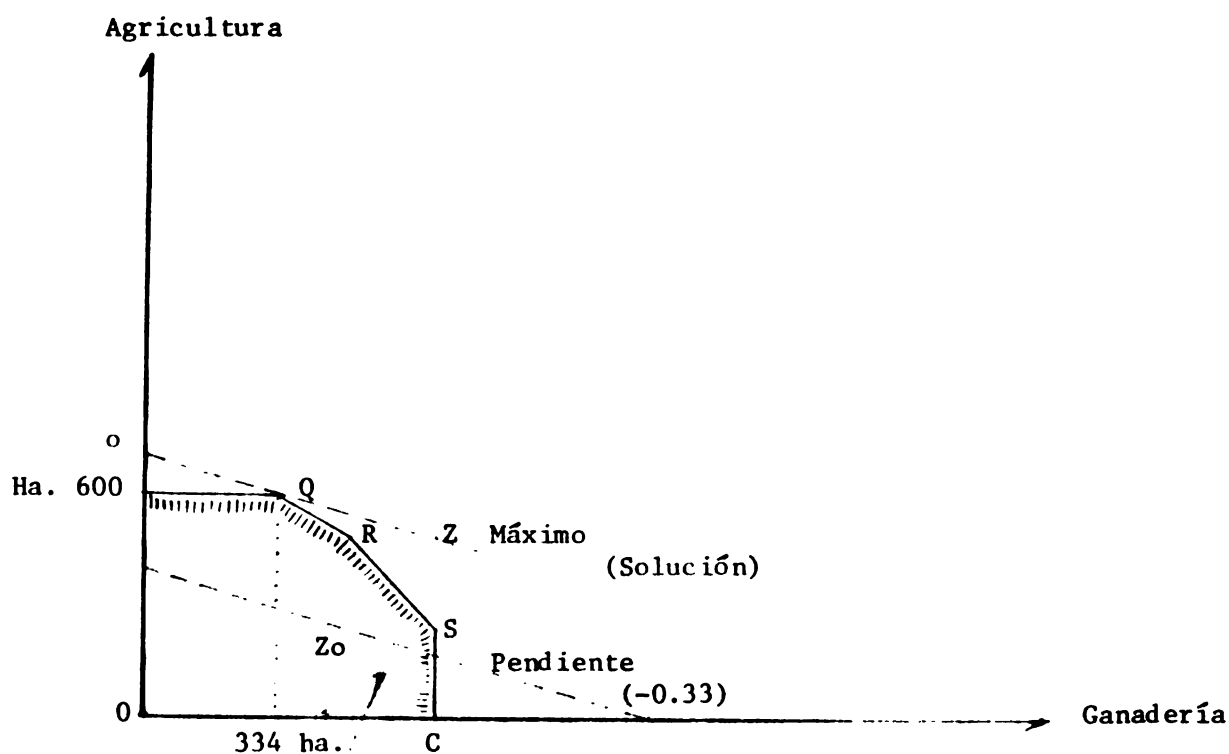 Agricultura
o
Ha. 600
Q
R
Z Máximo
(Solución)
S
Zo
Pendiente
(-0.33)
0
Ganadería
334 ha.
C